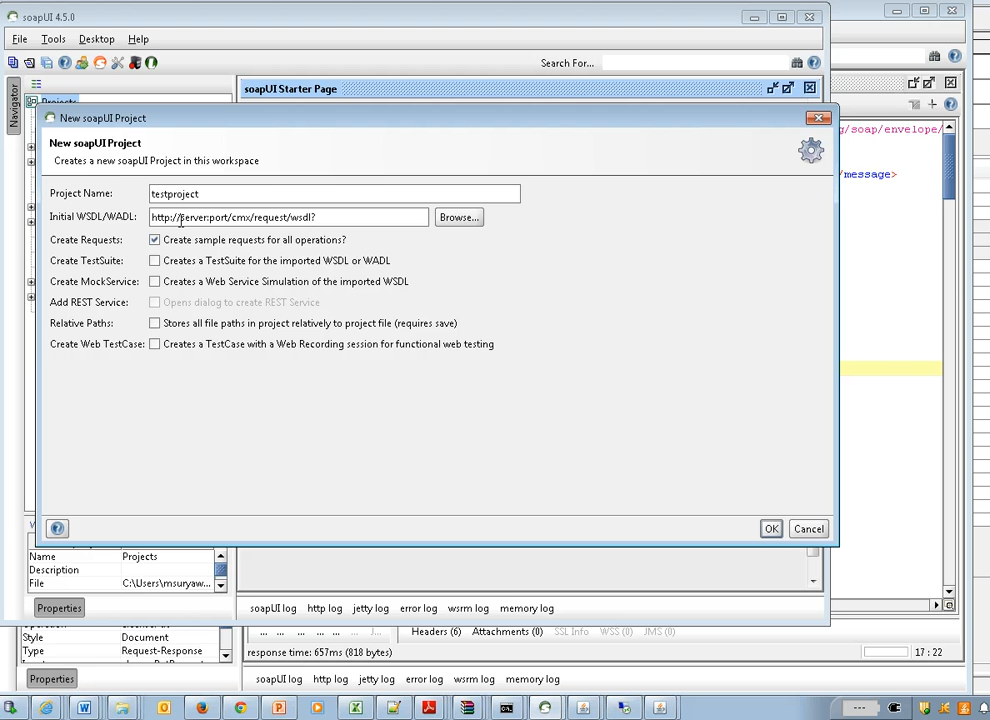 soapUI 4.5.0
File Tools Desktop Help
Search For...
Navigator
Projects
soapUI Starter Page
New soapUI Project
g/soap/envelope/
New soapUI Project
Creates a new soapUI Project in this workspace
/message>
Project Name: testproject
Initial WSDL/WADL: http://server:port/cmx/request/wsdl? Browse...
Create Requests: Create sample requests for all operations?
Create TestSuite: Creates a TestSuite for the imported WSDL or WADL
Create MockService: Creates a Web Service Simulation of the imported WSDL
Add REST Service: Opens dialog to create REST Service
Relative Paths: Stores all file paths in project relatively to project file (requires save)
Create Web TestCase: Creates a TestCase with a Web Recording session for functional web testing
OK Cancel
Name Projects
Description
File C:\Users\msuryaw...
Properties
soapUI log http log jetty log error log wsrm log memory log
Style Document
Type Request-Response
Headers (6) Attachments (0) SSL Info WSS (0) JMS (0)
response time: 657ms (818 bytes)
17 : 22
Properties
soapUI log http log jetty log error log wsrm log memory log